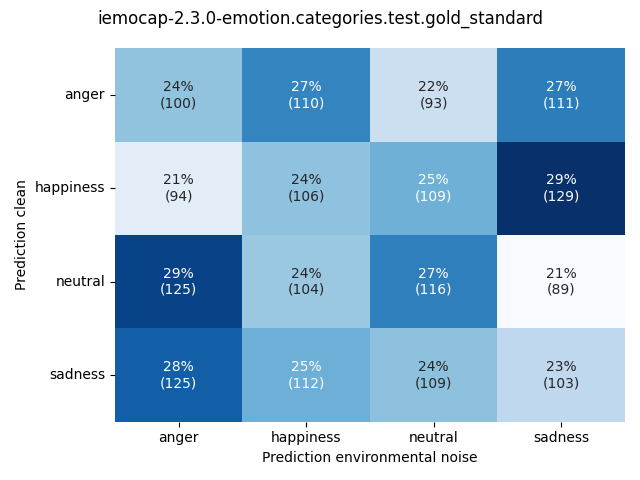 iemocap-2.3.0-emotion.categories.test.gold_standard
Prediction clean
anger
24%
(100)
27%
(110)
22%
(93)
27%
(111)
happiness
21%
(94)
24%
(106)
25%
(109)
29%
(129)
neutral
29%
(125)
24%
(104)
27%
(116)
21%
(89)
sadness
28%
(125)
25%
(112)
24%
(109)
23%
(103)
anger
happiness
neutral
sadness
Prediction environmental noise